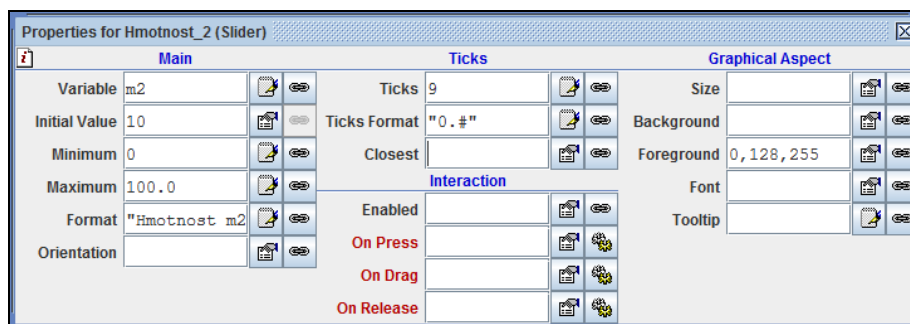 Properties for Hmotnost_2 (Slider)
Main
Variable m2
Initial Value 10
Minimum 0
Maximum 100.0
Format "Hmotnost m2
Orientation
Ticks
Ticks 9
Ticks Format "0.#"
Closest
Interaction
Enabled
On Press
On Drag
On Release
Graphical Aspect
Size
Background
Foreground 0,128,255
Font
Tooltip